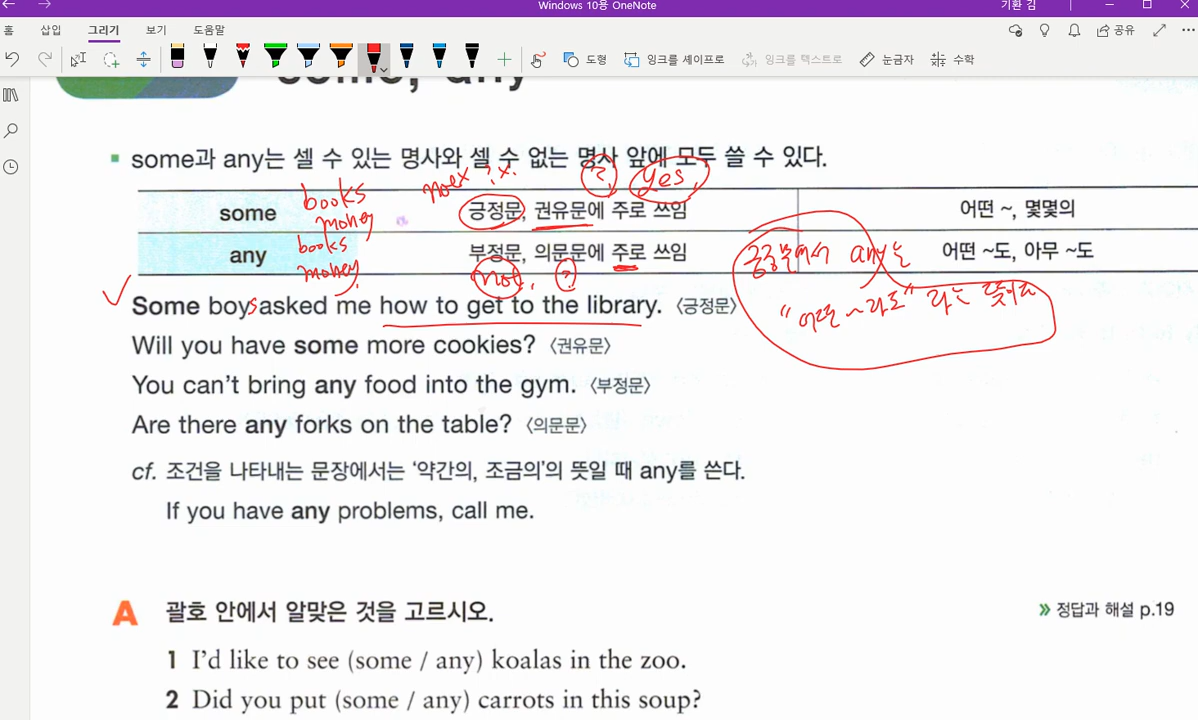 Windows 10용 OneNote
기환 김
홈 삽입 그리기 보기 도움말
공유
도형 잉크를 셰이프로 잉크를 텍스트로 눈금자 수학
some, any
some과 any는 셀 수 있는 명사와 셀 수 없는 명사 앞에 모두 쓸 수 있다.
books not x ? x. ? yes,
some 긍정문, 권유문에 주로 쓰임 어떤 ~, 몇몇의
money
books
any 부정문, 의문문에 주로 쓰임 어떤 ~도, 아무 ~도
긍정문에서 any는
money not, ?
"어떤 ~라도" 라는 뜻
Some boys asked me how to get to the library. 〈긍정문〉
Will you have some more cookies? 〈권유문〉
You can't bring any food into the gym. 〈부정문〉
Are there any forks on the table? 〈의문문〉
cf. 조건을 나타내는 문장에서는 '약간의, 조금의'의 뜻일 때 any를 쓴다.
If you have any problems, call me.
A 괄호 안에서 알맞은 것을 고르시오.
» 정답과 해설 p.19
1 I'd like to see (some / any) koalas in the zoo.
2 Did you put (some / any) carrots in this soup?